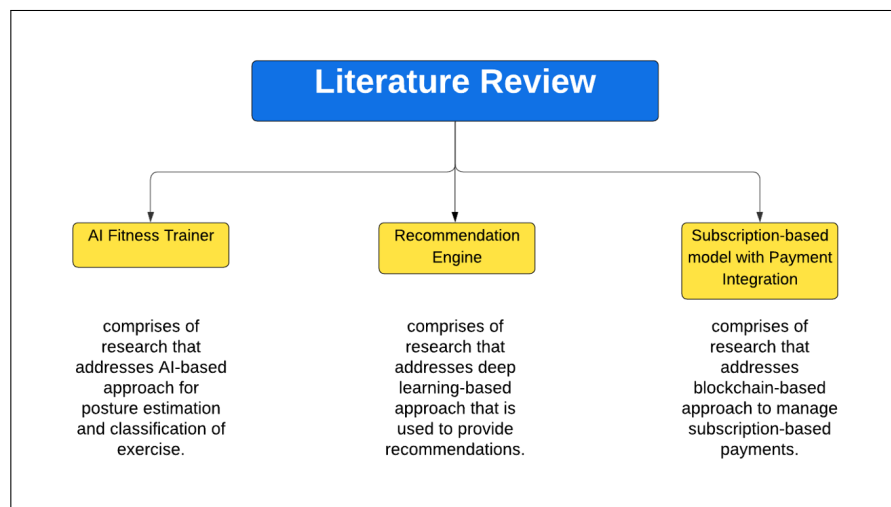 Literature Review
AI Fitness Trainer
comprises of
research that
addresses AI-based
approach for
posture estimation
and classification of
exercise.
Recommendation
Engine
comprises of
research that
addresses deep
learning-based
approach that is
used to provide
recommendations.
Subscription-based
model with Payment
Integration
comprises of
research that
addresses
blockchain-based
approach to manage
subscription-based
payments.